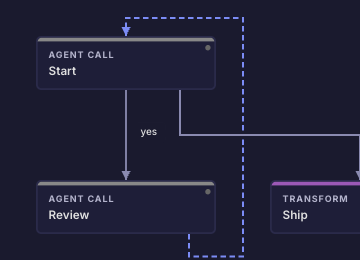 AGENT CALL
Start
yes
AGENT CALL
Review
TRANSFORM
Ship